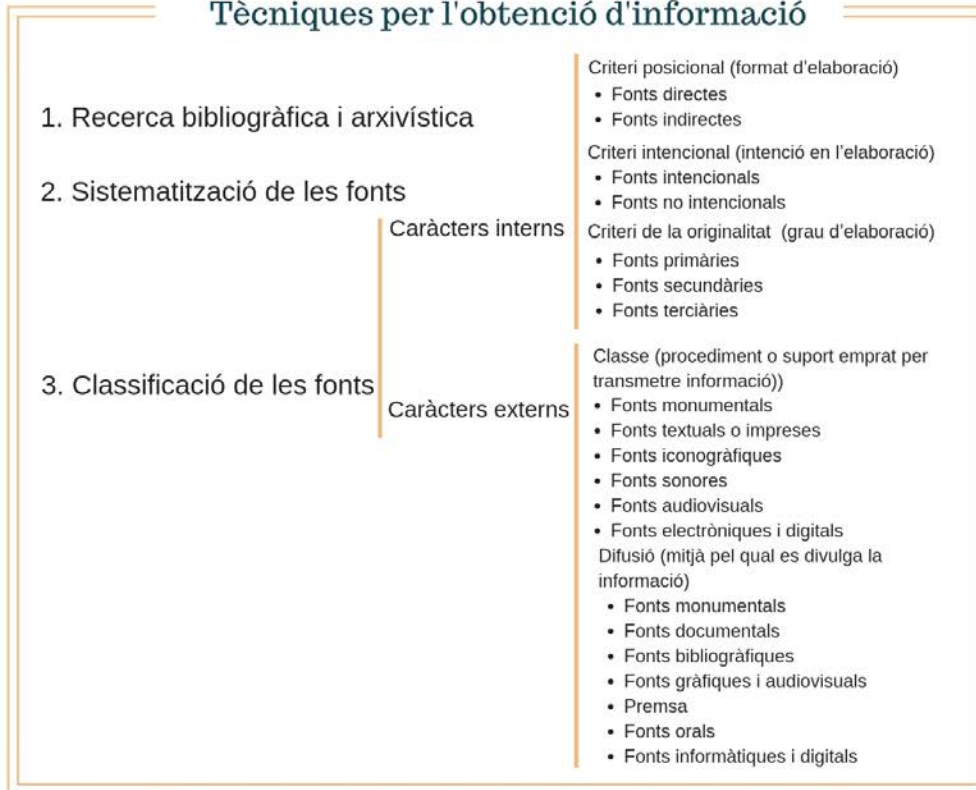 Tècniques per l'obtenció d'informació
1. Recerca bibliogràfica i arxivística
2. Sistematització de les fonts
3. Classificació de les fonts
Caràcters interns
Criteri posicional (format d'elaboració)
• Fonts directes
• Fonts indirectes
Criteri intencional (intenció en l'elaboració)
• Fonts intencionals
• Fonts no intencionals
Criteri de la originalitat (grau d'elaboració)
• Fonts primàries
• Fonts secundàries
• Fonts terciàries
Caràcters externs
Classe (procediment o suport emprat per
transmetre informació))
• Fonts monumentals
• Fonts textuals o impreses
• Fonts iconogràfiques
• Fonts sonores
• Fonts audiovisuals
• Fonts electròniques i digitals
Difusió (mitjà pel qual es divulga la
informació)
• Fonts monumentals
• Fonts documentals
• Fonts bibliogràfiques
• Fonts gràfiques i audiovisuals
• Premsa
• Fonts orals
• Fonts informàtiques i digitals